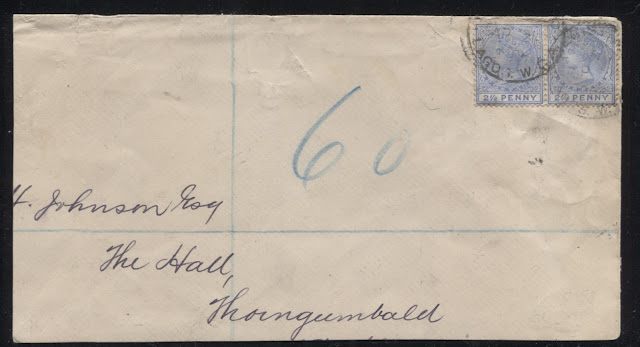 2½ PENNY 2½ PENNY
60
H. Johnson Esq
The Hall,
Thorngumbald